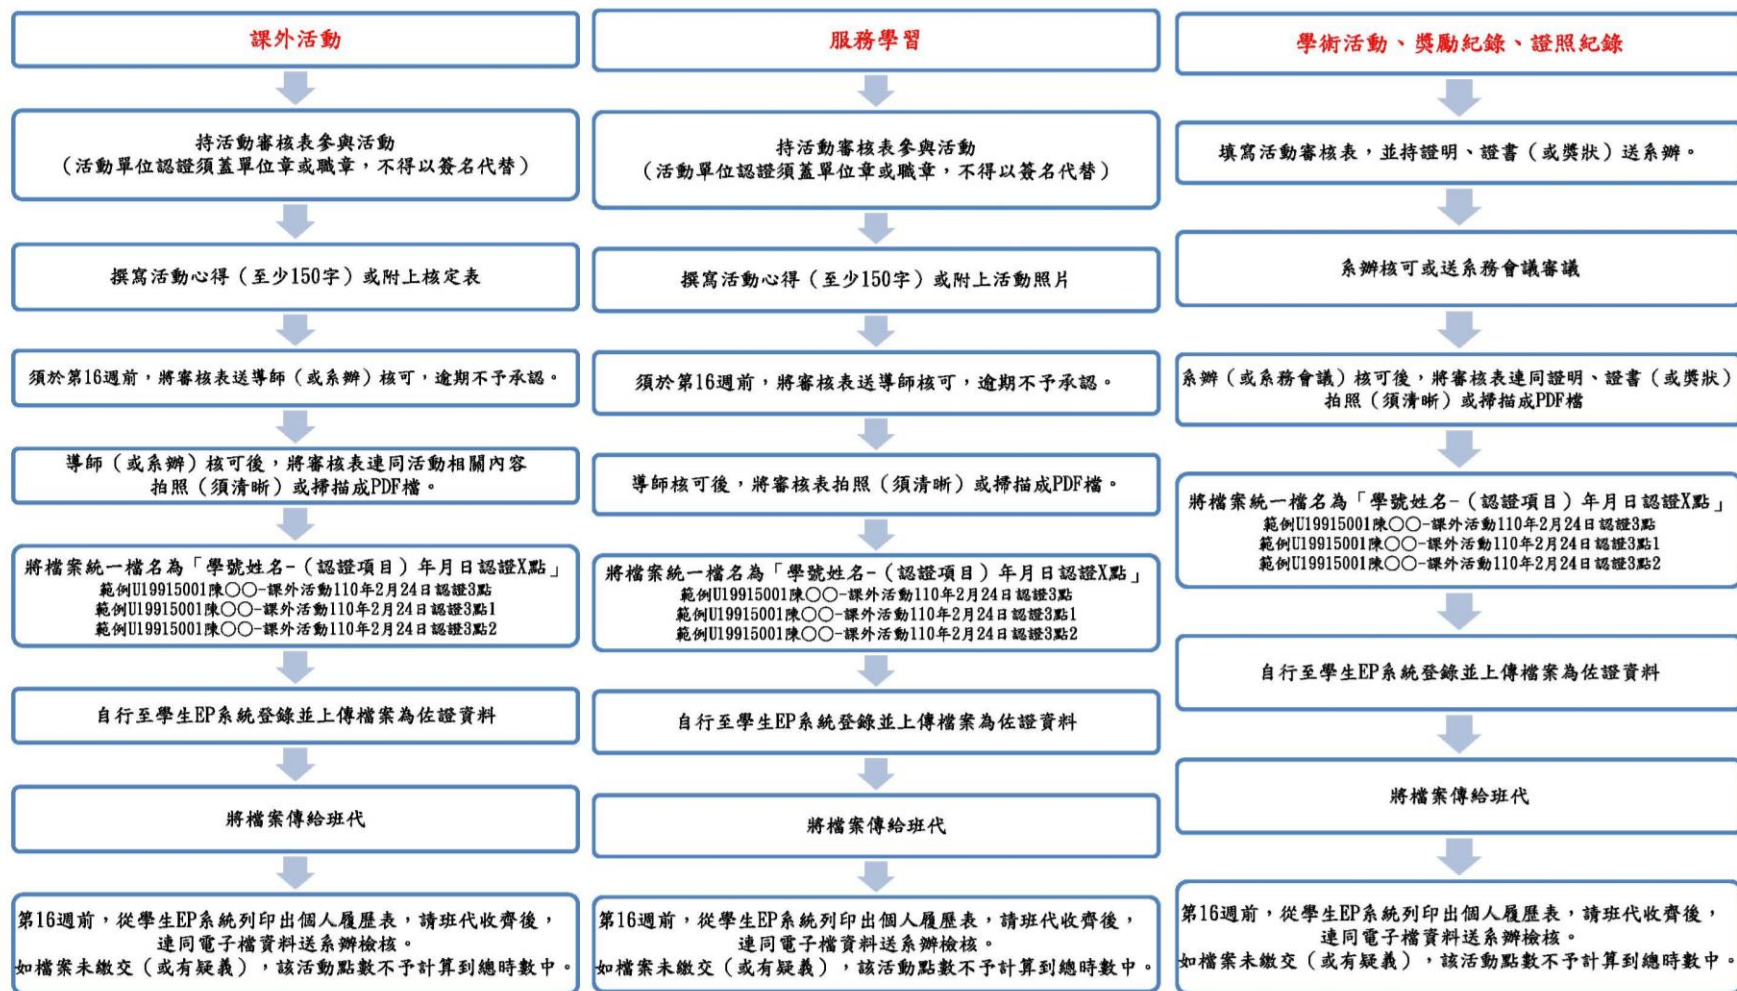 課外活動
持活動審核表參與活動
（活動單位認證須蓋單位章或職章，不得以簽名代替）
撰寫活動心得（至少150字）或附上核定表
須於第16週前，將審核表送導師（或系辦）核可，逾期不予承認。
導師（或系辦）核可後，將審核表連同活動相關內容
拍照（須清晰）或掃描成PDF檔。
將檔案統一檔名為「學號姓名-（認證項目）年月日認證X點」
範例U19915001陳○○-課外活動110年2月24日認證3點
範例U19915001陳○○-課外活動110年2月24日認證3點1
範例U19915001陳○○-課外活動110年2月24日認證3點2
自行至學生EP系統登錄並上傳檔案為佐證資料
將檔案傳給班代
第16週前，從學生EP系統列印出個人履歷表，請班代收齊後，
連同電子檔資料送系辦檢核。
如檔案未繳交（或有疑義），該活動點數不予計算到總時數中。
服務學習
持活動審核表參與活動
（活動單位認證須蓋單位章或職章，不得以簽名代替）
撰寫活動心得（至少150字）或附上活動照片
須於第16週前，將審核表送導師核可，逾期不予承認。
導師核可後，將審核表拍照（須清晰）或掃描成PDF檔。
將檔案統一檔名為「學號姓名-（認證項目）年月日認證X點」
範例U19915001陳○○-課外活動110年2月24日認證3點
範例U19915001陳○○-課外活動110年2月24日認證3點1
範例U19915001陳○○-課外活動110年2月24日認證3點2
自行至學生EP系統登錄並上傳檔案為佐證資料
將檔案傳給班代
第16週前，從學生EP系統列印出個人履歷表，請班代收齊後，
連同電子檔資料送系辦檢核。
如檔案未繳交（或有疑義），該活動點數不予計算到總時數中。
學術活動、獎勵紀錄、證照紀錄
填寫活動審核表，並持證明、證書（或獎狀）送系辦。
系辦核可或送系務會議審議
系辦（或系務會議）核可後，將審核表連同證明、證書（或獎狀）
拍照（須清晰）或掃描成PDF檔
將檔案統一檔名為「學號姓名-（認證項目）年月日認證X點」
範例U19915001陳○○-課外活動110年2月24日認證3點
範例U19915001陳○○-課外活動110年2月24日認證3點1
範例U19915001陳○○-課外活動110年2月24日認證3點2
自行至學生EP系統登錄並上傳檔案為佐證資料
將檔案傳給班代
第16週前，從學生EP系統列印出個人履歷表，請班代收齊後，
連同電子檔資料送系辦檢核。
如檔案未繳交（或有疑義），該活動點數不予計算到總時數中。